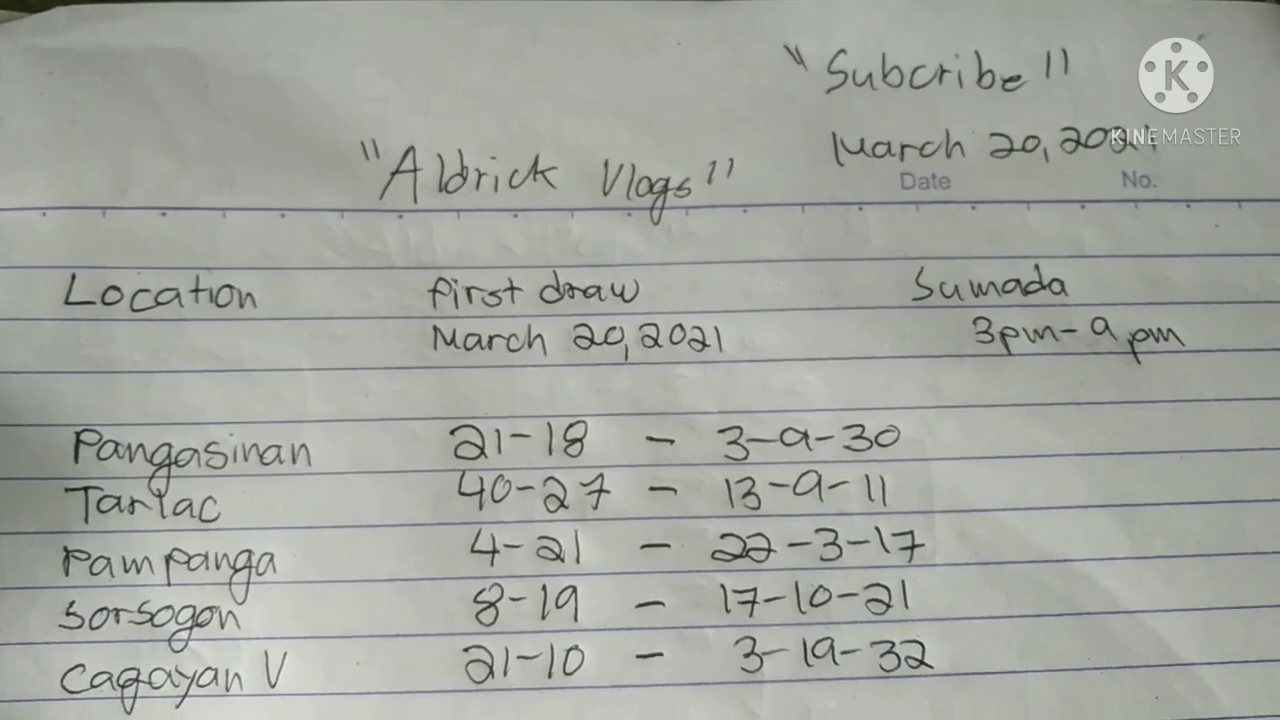 "Subcribe"
K
KINEMASTER
March 20, 2021
"Aldrick Vlogs"
Date No.
Location first draw Sumada
March 20, 2021 3pm-9pm
Pangasinan 21-18 - 3-9-30
Tarlac 40-27 - 13-9-11
Pampanga 4-21 - 22-3-17
Sorsogon 8-19 - 17-10-21
Cagayan V 21-10 - 3-19-32